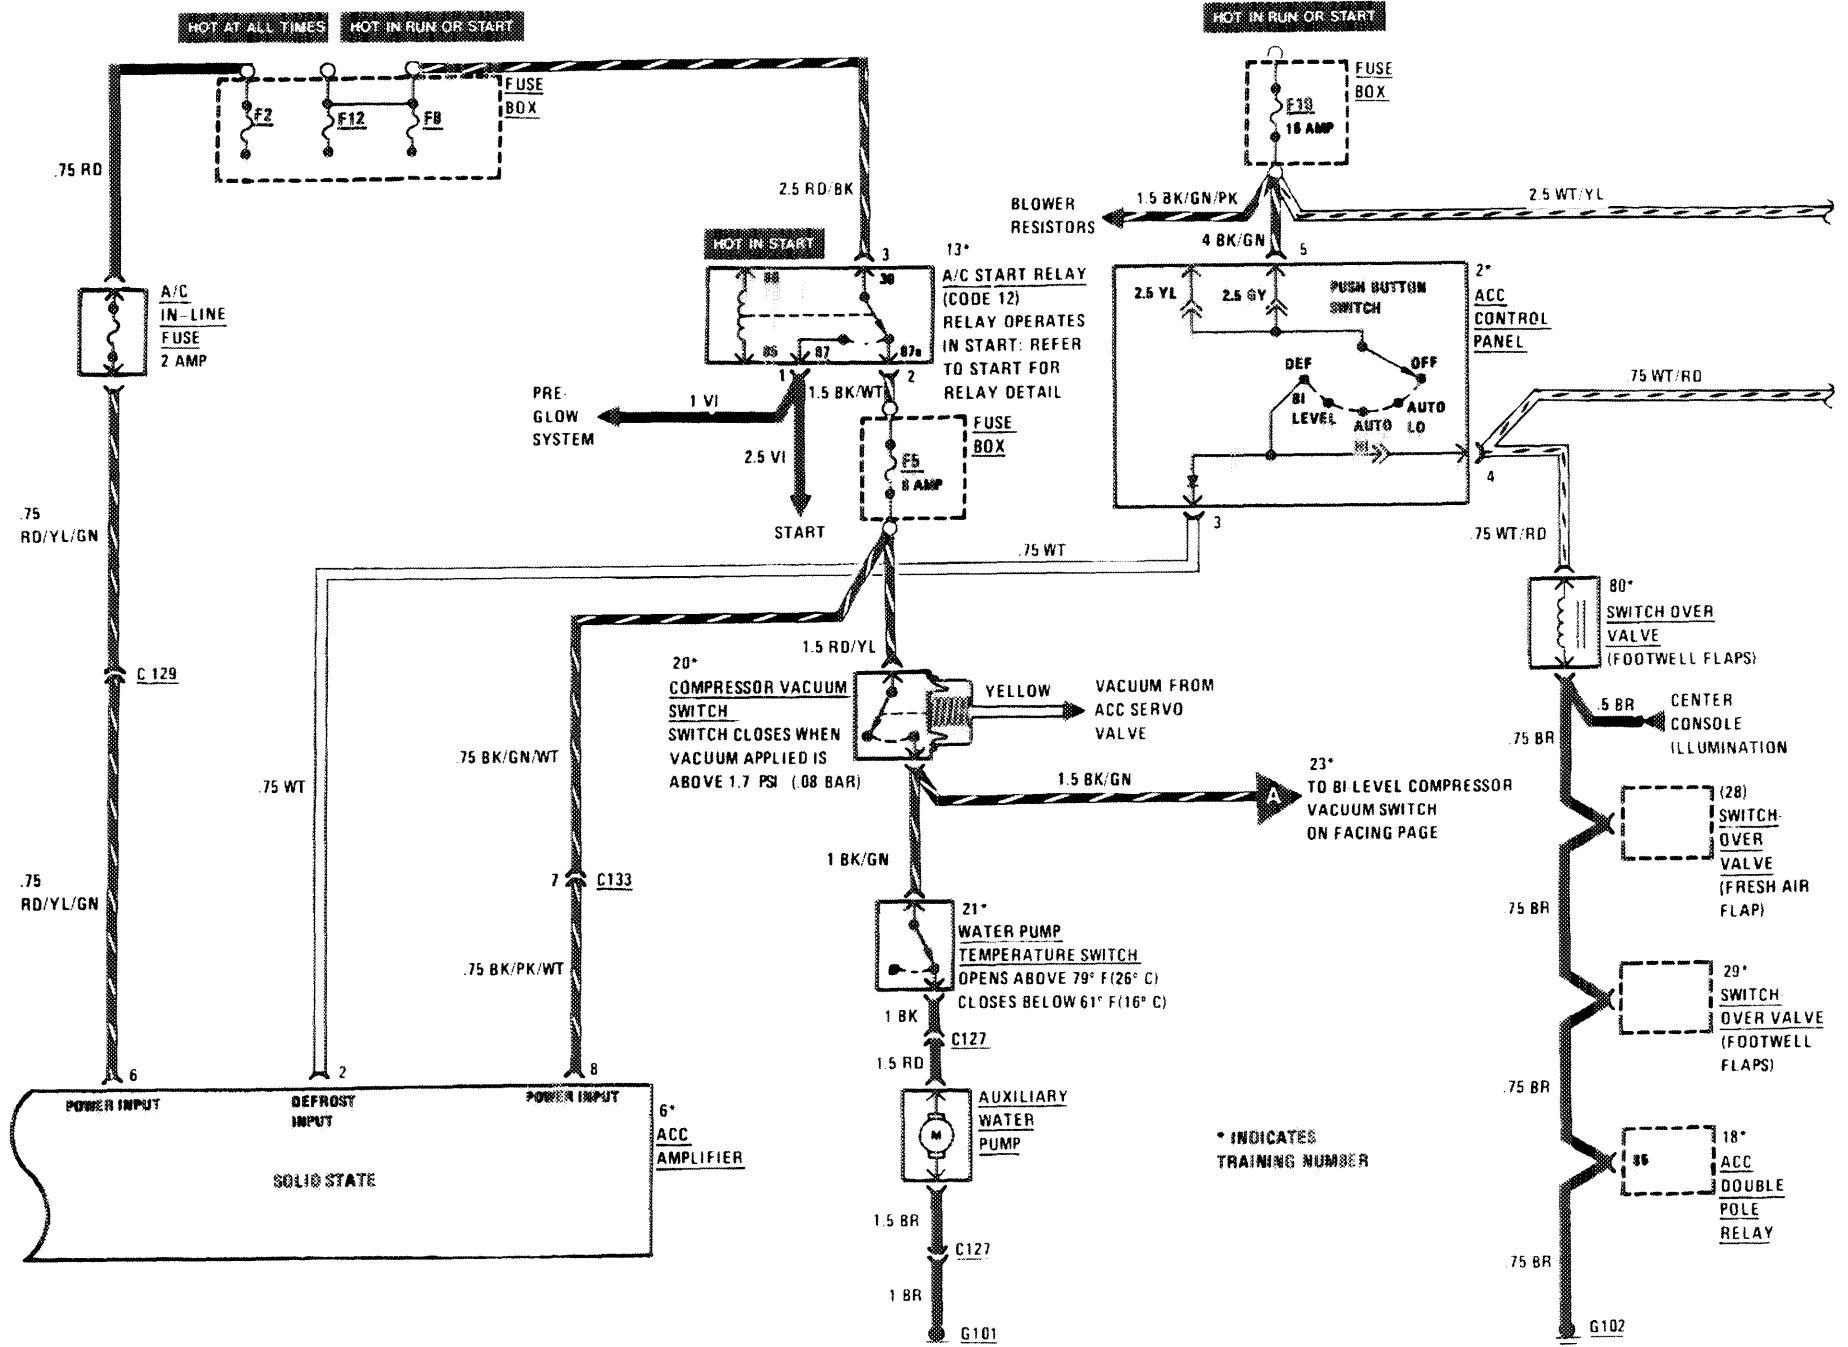 HOT AT ALL TIMES
HOT IN RUN OR START
HOT IN RUN OR START
FUSE
BOX
F2
F12
F8
.75 RD
2.5 RD/BK
FUSE
BOX
F10
16 AMP
BLOWER
RESISTORS
1.5 BK/GN/PK
2.5 WT/YL
4 BK/GN
5
HOT IN START
3
13*
A/C START RELAY
(CODE 12)
RELAY OPERATES
IN START: REFER
TO START FOR
RELAY DETAIL
86
30
85
87
87a
1
2
A/C
IN-LINE
FUSE
2 AMP
PRE-
GLOW
SYSTEM
1 VI
1.5 BK/WT
2.5 VI
START
FUSE
BOX
F5
8 AMP
2.5 YL
2.5 GY
PUSH BUTTON
SWITCH
2*
ACC
CONTROL
PANEL
DEF
OFF
BI
LEVEL
AUTO
HI
AUTO
LO
.75 WT/RD
4
3
.75 WT/RD
.75
RD/YL/GN
.75 WT
1.5 RD/YL
80*
SWITCH OVER
VALVE
(FOOTWELL FLAPS)
C 129
20*
COMPRESSOR VACUUM
SWITCH
SWITCH CLOSES WHEN
VACUUM APPLIED IS
ABOVE 1.7 PSI (.08 BAR)
YELLOW
VACUUM FROM
ACC SERVO
VALVE
.5 BR
CENTER
CONSOLE
ILLUMINATION
.75 BR
.75 BK/GN/WT
.75 WT
1.5 BK/GN
A
23*
TO BI LEVEL COMPRESSOR
VACUUM SWITCH
ON FACING PAGE
(28)
SWITCH-
OVER
VALVE
(FRESH AIR
FLAP)
1 BK/GN
7
C133
.75
RD/YL/GN
.75 BR
21*
WATER PUMP
TEMPERATURE SWITCH
OPENS ABOVE 79° F(26° C)
CLOSES BELOW 61° F(16° C)
.75 BK/PK/WT
29*
SWITCH
OVER VALVE
(FOOTWELL
FLAPS)
1 BK
C127
1.5 RD
6
2
8
.75 BR
POWER INPUT
DEFROST
INPUT
POWER INPUT
6*
ACC
AMPLIFIER
SOLID STATE
AUXILIARY
WATER
PUMP
M
* INDICATES
TRAINING NUMBER
85
18*
ACC
DOUBLE
POLE
RELAY
1.5 BR
C127
1 BR
G101
.75 BR
G102